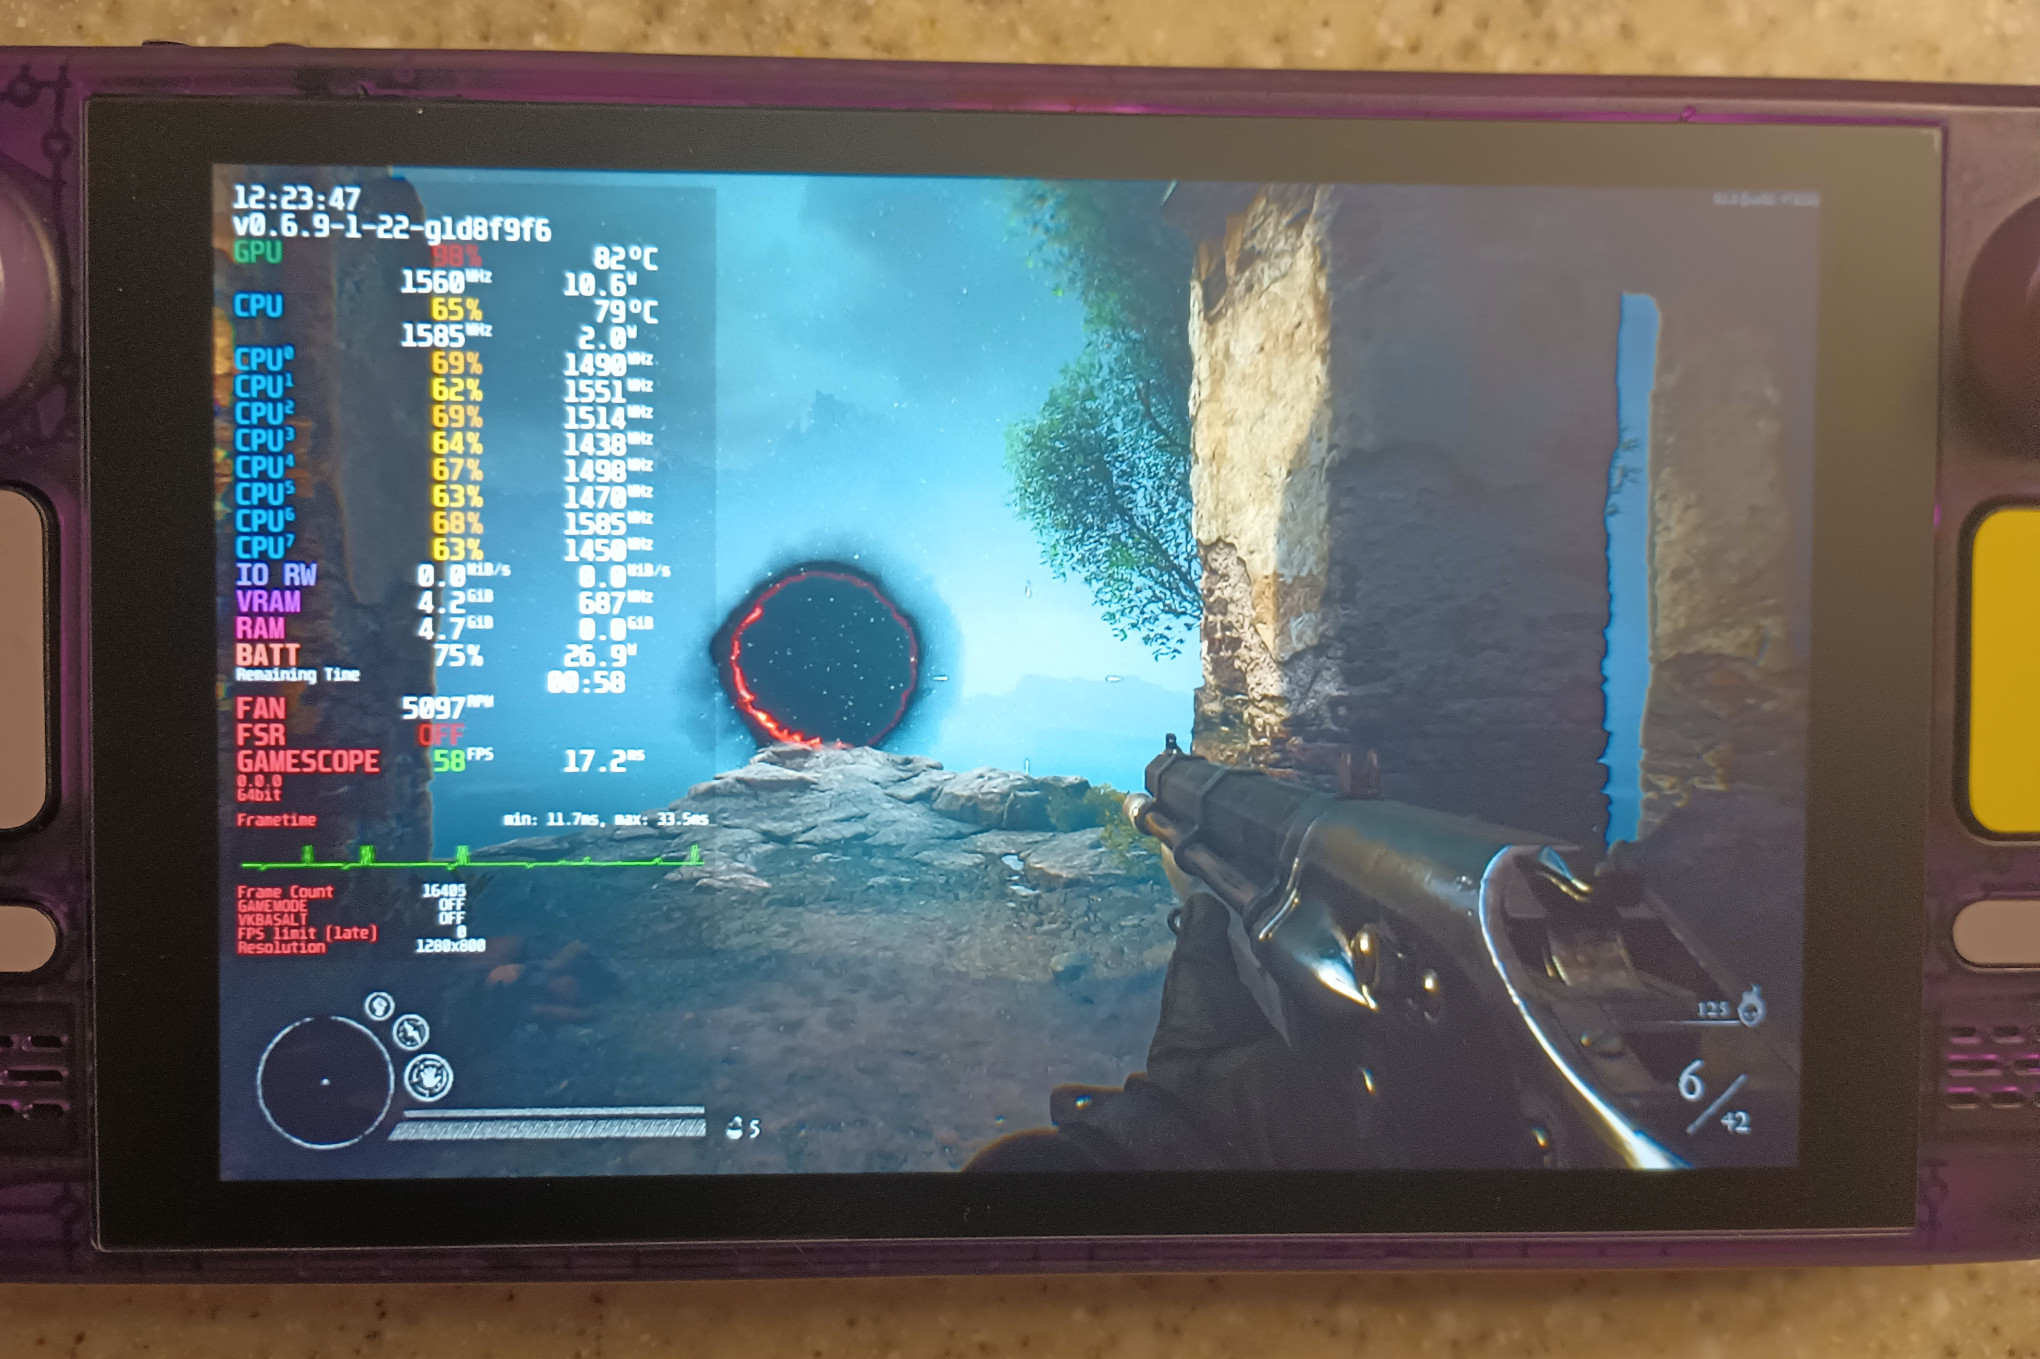 12:23:47
v0.6.9-1-22-g1d8f9f6
GPU 98% 82°C
1560MHz 10.6W
CPU 65% 79°C
1585MHz 2.0W
CPU0 69% 1490MHz
CPU1 62% 1551MHz
CPU2 69% 1514MHz
CPU3 64% 1438MHz
CPU4 67% 1498MHz
CPU5 63% 1470MHz
CPU6 68% 1585MHz
CPU7 63% 1450MHz
IO RW 0.0MiB/s 0.0MiB/s
VRAM 4.2GiB 687MHz
RAM 4.7GiB 0.0GiB
BATT 75% 26.9W
Remaining Time 00:58
FAN 5097RPM
FSR OFF
GAMESCOPE 58FPS 17.2ms
0.0.0
64bit
Frametime min: 11.7ms, max: 33.5ms
Frame Count 16405
GAMEMODE OFF
VKBASALT OFF
FPS limit (late) 0
Resolution 1280x800
5
125
6/42